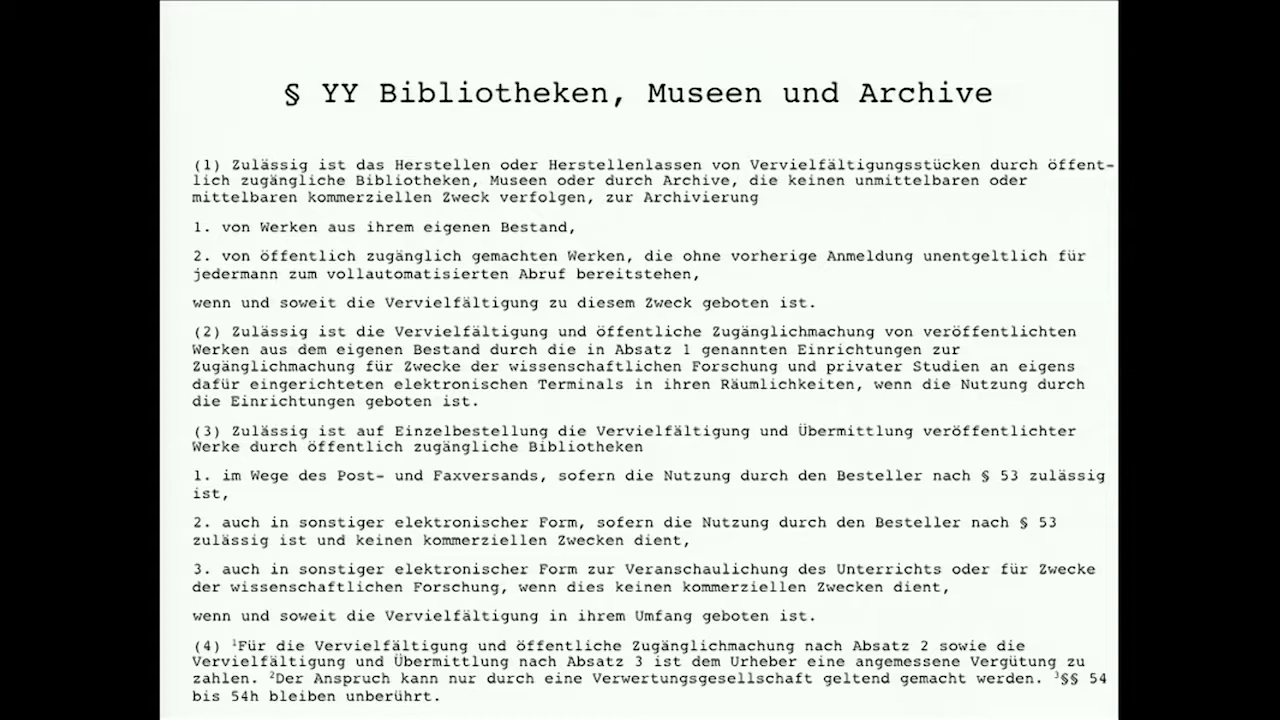 § YY Bibliotheken, Museen und Archive
(1) Zulässig ist das Herstellen oder Herstellenlassen von Vervielfältigungsstücken durch öffent-
lich zugängliche Bibliotheken, Museen oder durch Archive, die keinen unmittelbaren oder
mittelbaren kommerziellen Zweck verfolgen, zur Archivierung
1. von Werken aus ihrem eigenen Bestand,
2. von öffentlich zugänglich gemachten Werken, die ohne vorherige Anmeldung unentgeltlich für
jedermann zum vollautomatisierten Abruf bereitstehen,
wenn und soweit die Vervielfältigung zu diesem Zweck geboten ist.
(2) Zulässig ist die Vervielfältigung und öffentliche Zugänglichmachung von veröffentlichten
Werken aus dem eigenen Bestand durch die in Absatz 1 genannten Einrichtungen zur
Zugänglichmachung für Zwecke der wissenschaftlichen Forschung und privater Studien an eigens
dafür eingerichteten elektronischen Terminals in ihren Räumlichkeiten, wenn die Nutzung durch
die Einrichtungen geboten ist.
(3) Zulässig ist auf Einzelbestellung die Vervielfältigung und Übermittlung veröffentlichter
Werke durch öffentlich zugängliche Bibliotheken
1. im Wege des Post- und Faxversands, sofern die Nutzung durch den Besteller nach § 53 zulässig
ist,
2. auch in sonstiger elektronischer Form, sofern die Nutzung durch den Besteller nach § 53
zulässig ist und keinen kommerziellen Zwecken dient,
3. auch in sonstiger elektronischer Form zur Veranschaulichung des Unterrichts oder für Zwecke
der wissenschaftlichen Forschung, wenn dies keinen kommerziellen Zwecken dient,
wenn und soweit die Vervielfältigung in ihrem Umfang geboten ist.
(4) ¹Für die Vervielfältigung und öffentliche Zugänglichmachung nach Absatz 2 sowie die
Vervielfältigung und Übermittlung nach Absatz 3 ist dem Urheber eine angemessene Vergütung zu
zahlen. ²Der Anspruch kann nur durch eine Verwertungsgesellschaft geltend gemacht werden. ³§§ 54
bis 54h bleiben unberührt.